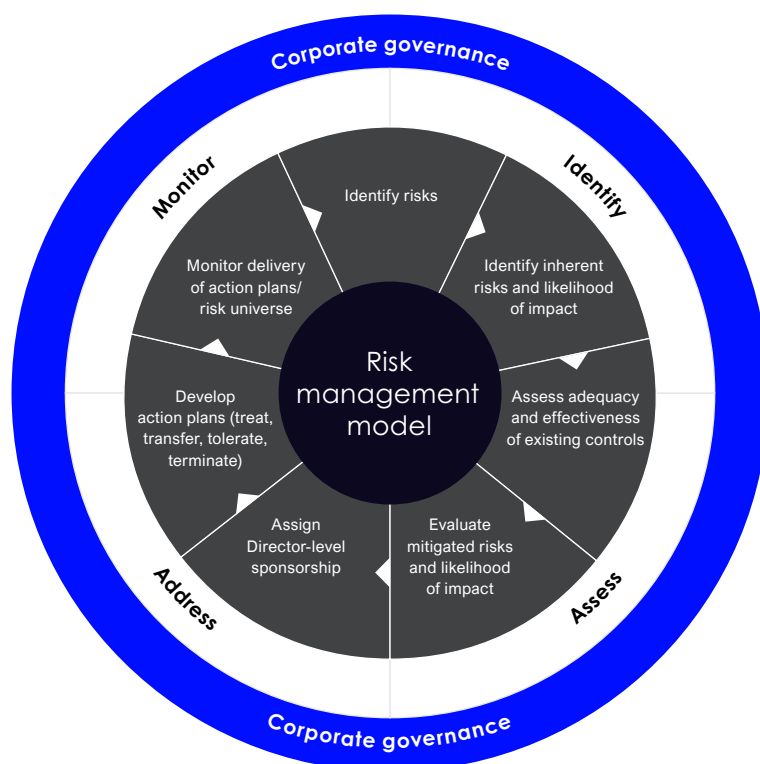 Corporate governance
Monitor
Identify
Identify risks
Identify inherent
risks and likelihood
of impact
Assess adequacy
and effectiveness
of existing controls
Evaluate
mitigated risks
and likelihood
of impact
Assign
Director-level
sponsorship
Develop
action plans (treat,
transfer, tolerate,
terminate)
Monitor delivery
of action plans/
risk universe
Risk
management
model
Address
Assess
Corporate governance